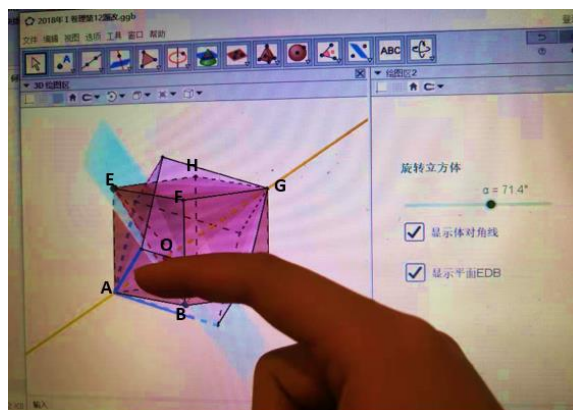 2018年I卷理第12题改.ggb
文件 编辑 视图 选项 工具 窗口 帮助
ABC
3D 绘图区
绘图区2
旋转立方体
α = 71.4°
显示体对角线
显示平面EDB
H
E
F
G
O
A
B
输入